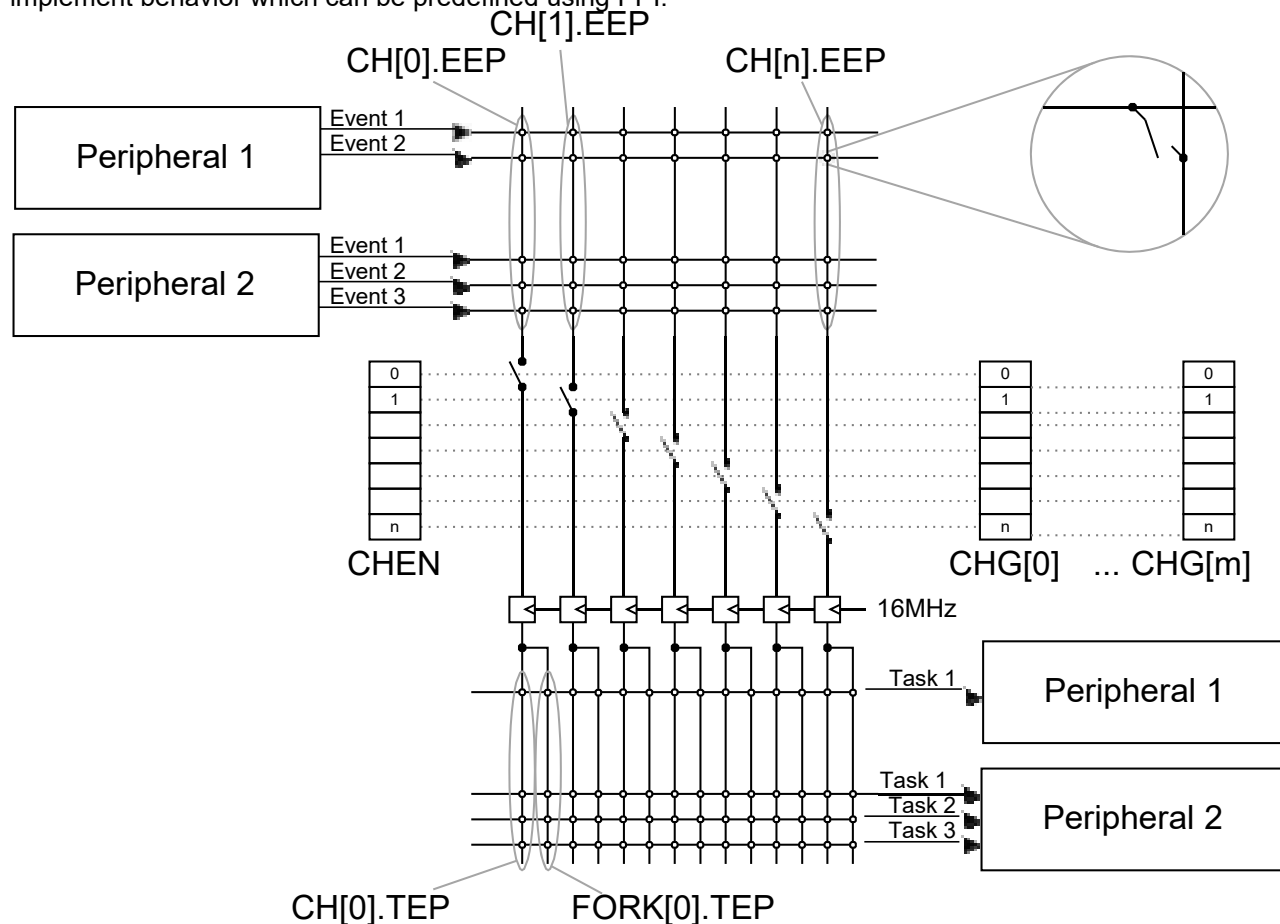 implement behavior which can be predefined using PPI.
CH[1].EEP
CH[0].EEP
CH[n].EEP
Peripheral 1
Event 1
Event 2
Peripheral 2
Event 1
Event 2
Event 3
0
1
n
CHEN
0
1
n
CHG[0]
...
0
1
n
CHG[m]
16MHz
Task 1
Peripheral 1
Task 1
Task 2
Task 3
Peripheral 2
CH[0].TEP
FORK[0].TEP